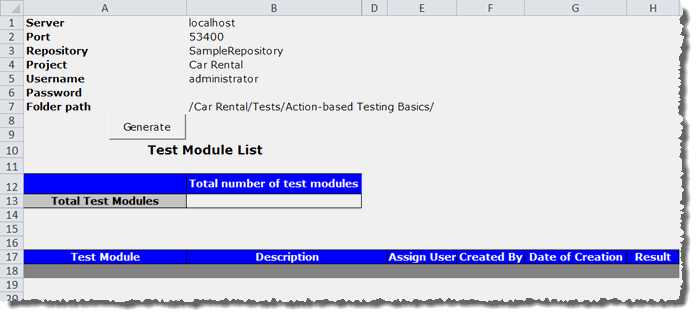 A B D E F G H
1 Server localhost
2 Port 53400
3 Repository SampleRepository
4 Project Car Rental
5 Username administrator
6 Password
7 Folder path /Car Rental/Tests/Action-based Testing Basics/
8
Generate
9
10 Test Module List
11
12 Total number of test modules
13 Total Test Modules
14
15
16
17 Test Module Description Assign User Created By Date of Creation Result
18
19
20